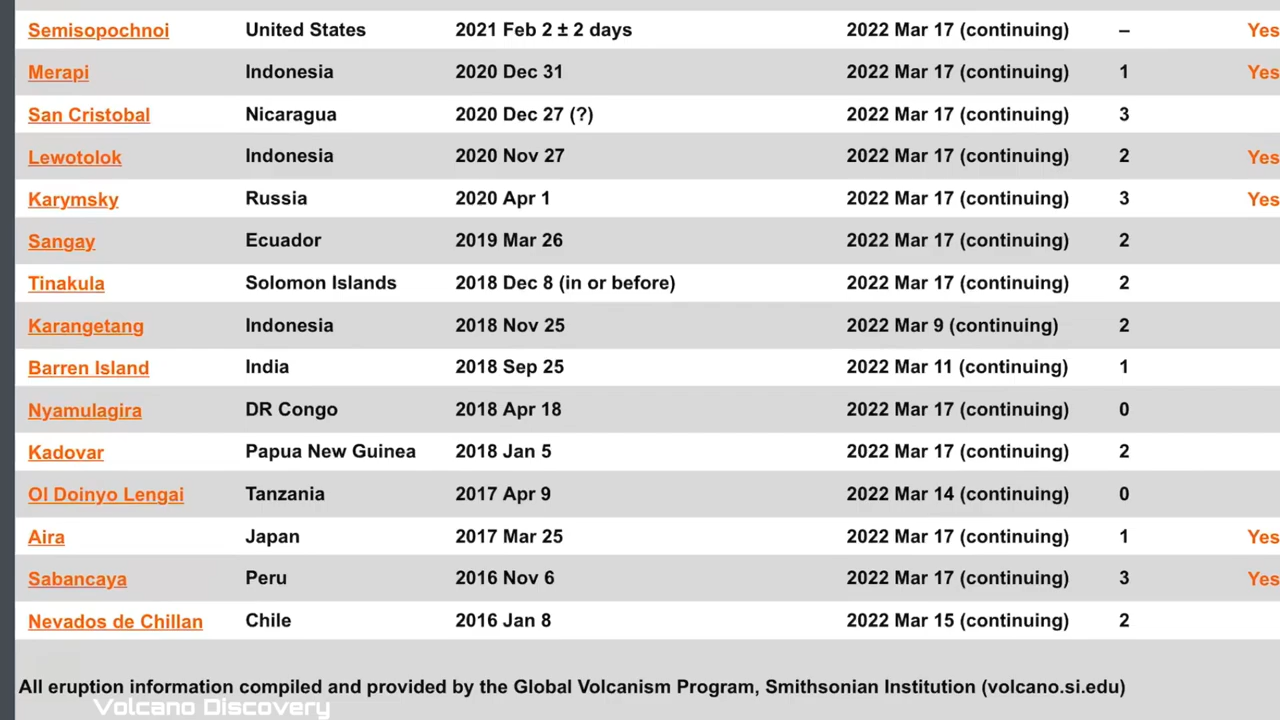 Semisopochnoi United States 2021 Feb 2 ± 2 days 2022 Mar 17 (continuing) – Yes
Merapi Indonesia 2020 Dec 31 2022 Mar 17 (continuing) 1 Yes
San Cristobal Nicaragua 2020 Dec 27 (?) 2022 Mar 17 (continuing) 3
Lewotolok Indonesia 2020 Nov 27 2022 Mar 17 (continuing) 2 Yes
Karymsky Russia 2020 Apr 1 2022 Mar 17 (continuing) 3 Yes
Sangay Ecuador 2019 Mar 26 2022 Mar 17 (continuing) 2
Tinakula Solomon Islands 2018 Dec 8 (in or before) 2022 Mar 17 (continuing) 2
Karangetang Indonesia 2018 Nov 25 2022 Mar 9 (continuing) 2
Barren Island India 2018 Sep 25 2022 Mar 11 (continuing) 1
Nyamulagira DR Congo 2018 Apr 18 2022 Mar 17 (continuing) 0
Kadovar Papua New Guinea 2018 Jan 5 2022 Mar 17 (continuing) 2
Ol Doinyo Lengai Tanzania 2017 Apr 9 2022 Mar 14 (continuing) 0
Aira Japan 2017 Mar 25 2022 Mar 17 (continuing) 1 Yes
Sabancaya Peru 2016 Nov 6 2022 Mar 17 (continuing) 3 Yes
Nevados de Chillan Chile 2016 Jan 8 2022 Mar 15 (continuing) 2
All eruption information compiled and provided by the Global Volcanism Program, Smithsonian Institution (volcano.si.edu)
Volcano Discovery